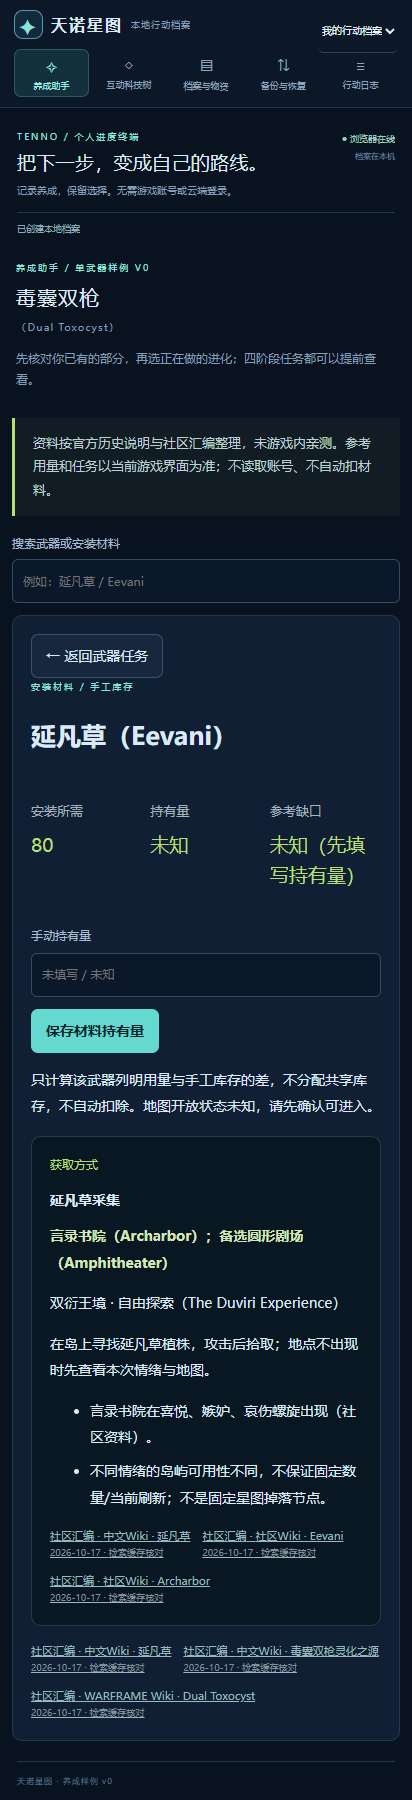 天诺星图 本地行动档案
我的行动档案
养成助手 互动科技树 档案与物资 备份与恢复 行动日志
TENNO / 个人进度终端
● 浏览器在线
把下一步，变成自己的路线。
档案在本机
记录养成，保留选择。无需游戏账号或云端登录。
已创建本地档案
养成助手 / 单武器样例 V0
毒囊双枪
（Dual Toxocyst）
先核对你已有的部分，再选正在做的进化；四阶段任务都可以提前查
看。
资料按官方历史说明与社区汇编整理，未游戏内亲测。参考
用量和任务以当前游戏界面为准；不读取账号、不自动扣材
料。
搜索武器或安装材料
例如：延凡草 / Eevani
← 返回武器任务
安装材料 / 手工库存
延凡草（Eevani）
安装所需 持有量 参考缺口
80 未知 未知（先填
写持有量）
手动持有量
未填写 / 未知
保存材料持有量
只计算该武器列明用量与手工库存的差，不分配共享库
存，不自动扣除。地图开放状态未知，请先确认可进入。
获取方式
延凡草采集
言录书院（Archarbor）；备选圆形剧场
（Amphitheater）
双衍王境 · 自由探索（The Duviri Experience）
在岛上寻找延凡草植株，攻击后拾取；地点不出现
时先查看本次情绪与地图。
• 言录书院在喜悦、嫉妒、哀伤螺旋出现（社
区资料）。
• 不同情绪的岛屿可用性不同，不保证固定数
量/当前刷新；不是固定星图掉落节点。
社区汇编 · 中文Wiki · 延凡草 社区汇编 · 社区Wiki · Eevani
2026-10-17 · 检索缓存核对 2026-10-17 · 检索缓存核对
社区汇编 · 社区Wiki · Archarbor
2026-10-17 · 检索缓存核对
社区汇编 · 中文Wiki · 延凡草 社区汇编 · 中文Wiki · 毒囊双枪灵化之源
2026-10-17 · 检索缓存核对 2026-10-17 · 检索缓存核对
社区汇编 · WARFRAME Wiki · Dual Toxocyst
2026-10-17 · 检索缓存核对
天诺星图 · 养成样例 v0